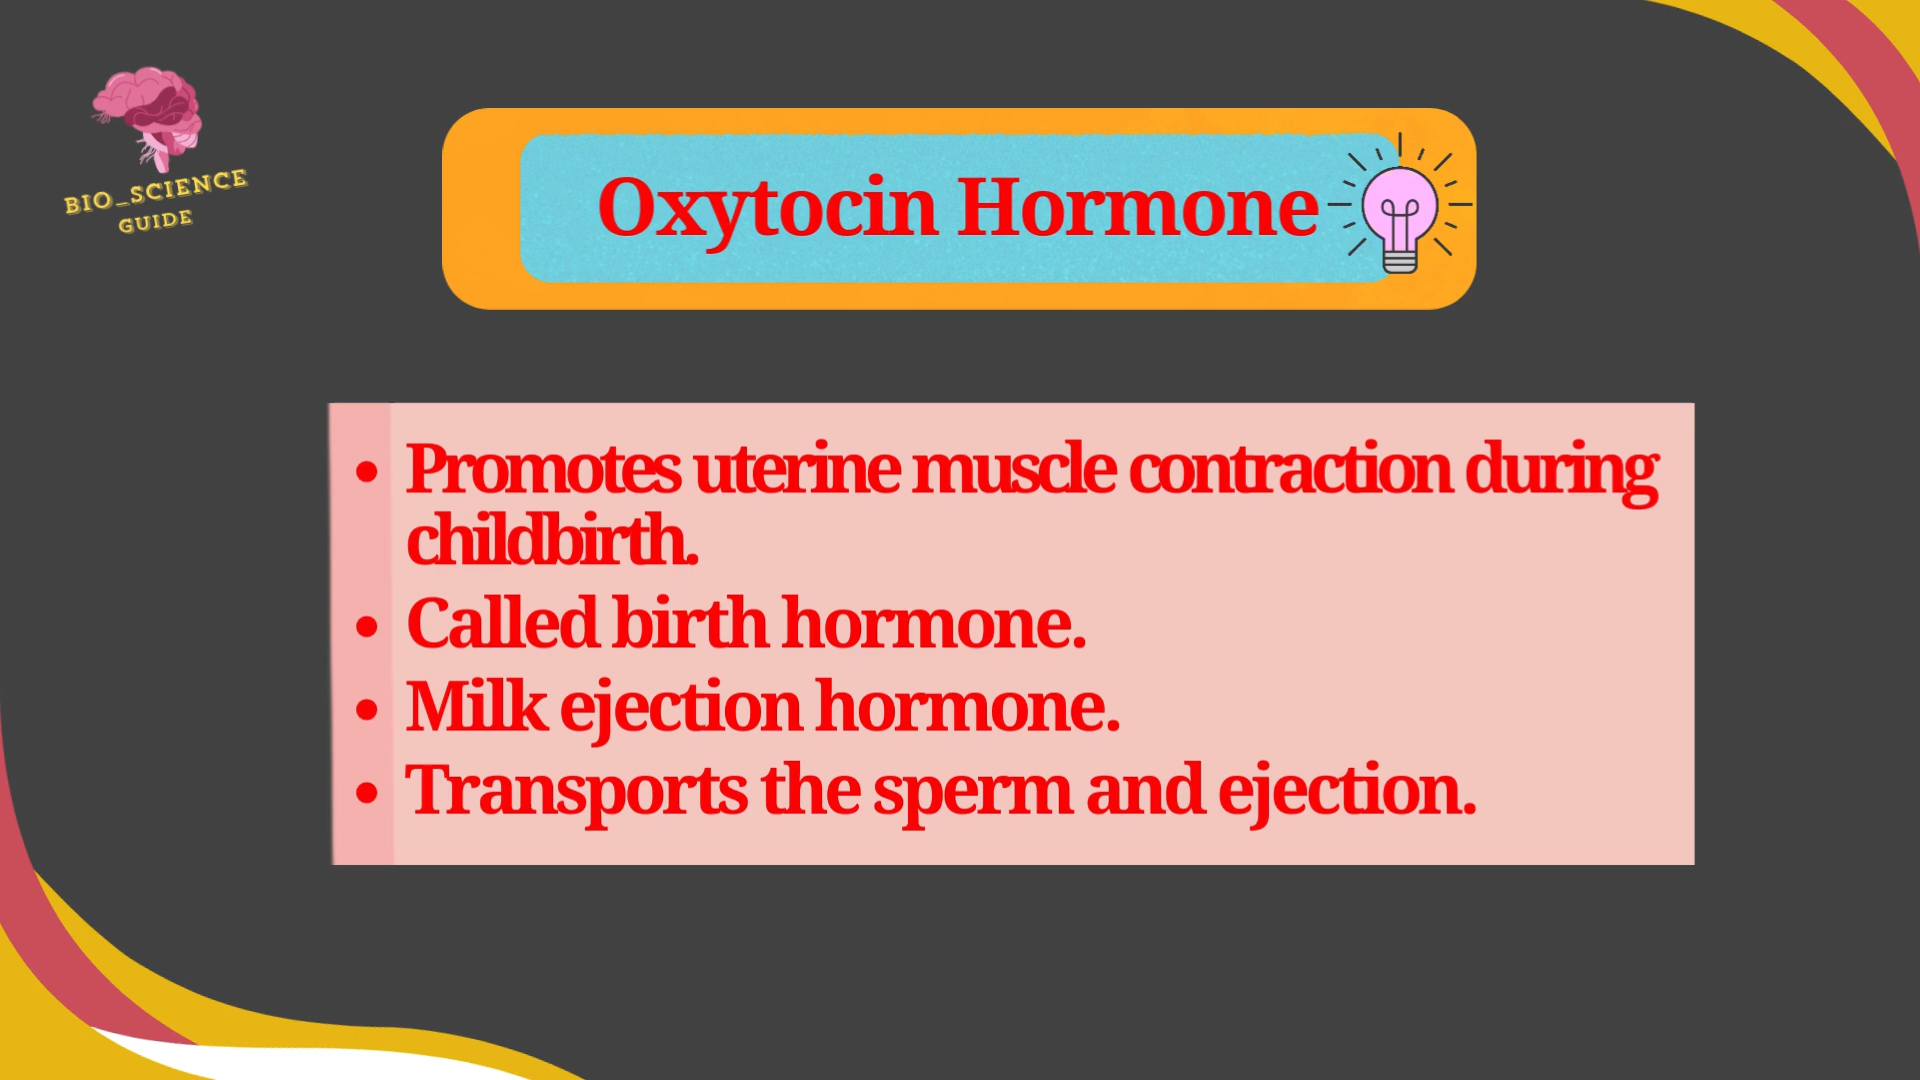 BIO_SCIENCE
GUIDE
Oxytocin Hormone
• Promotes uterine muscle contraction during
childbirth.
• Called birth hormone.
• Milk ejection hormone.
• Transports the sperm and ejection.